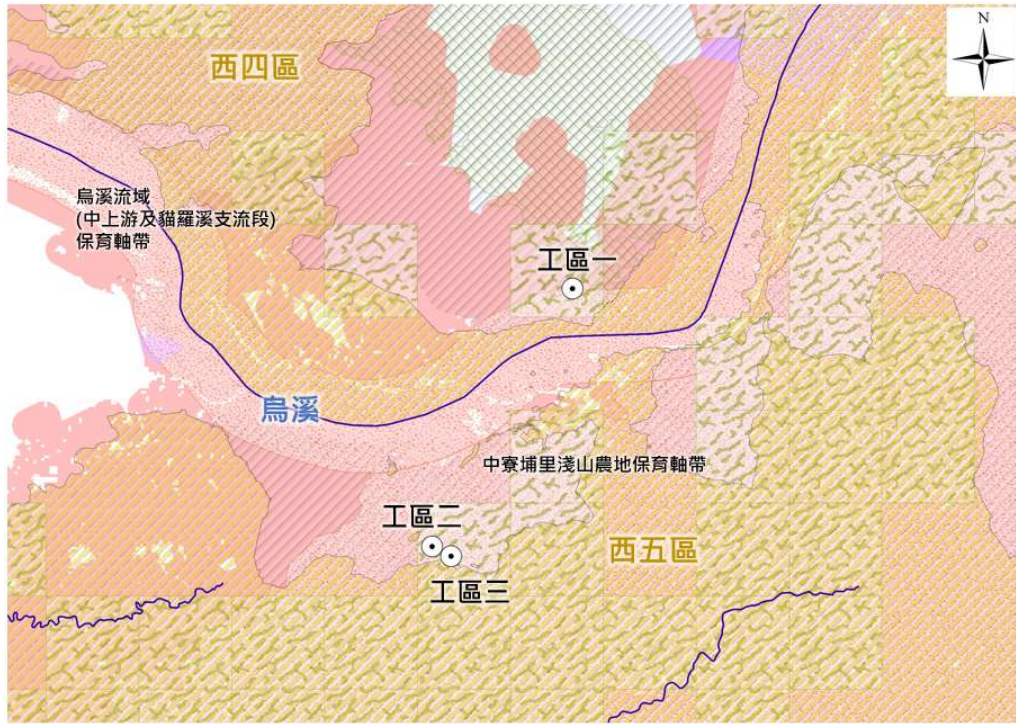 N
西四區
烏溪流域
(中上游及貓羅溪支流段)
保育軸帶
工區一
烏溪
中寮埔里淺山農地保育軸帶
工區二
西五區
工區三